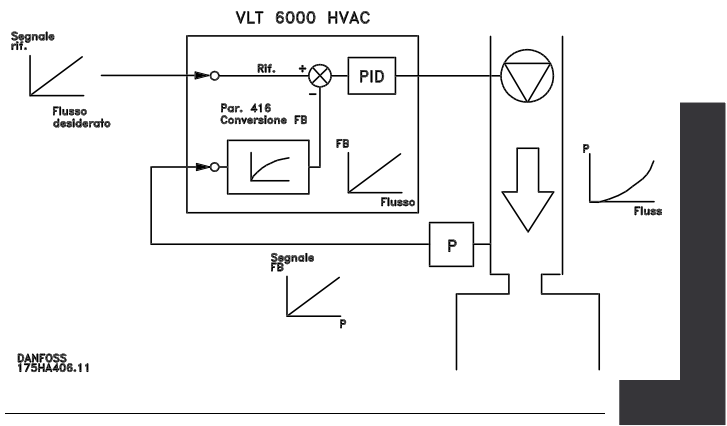 VLT 6000 HVAC
Segnale
rif.
Flusso
desiderato
Rif.
+
−
PID
Par. 416
Conversione FB
FB
Flusso
P
Fluss
P
Segnale
FB
P
DANFOSS
175HA406.11